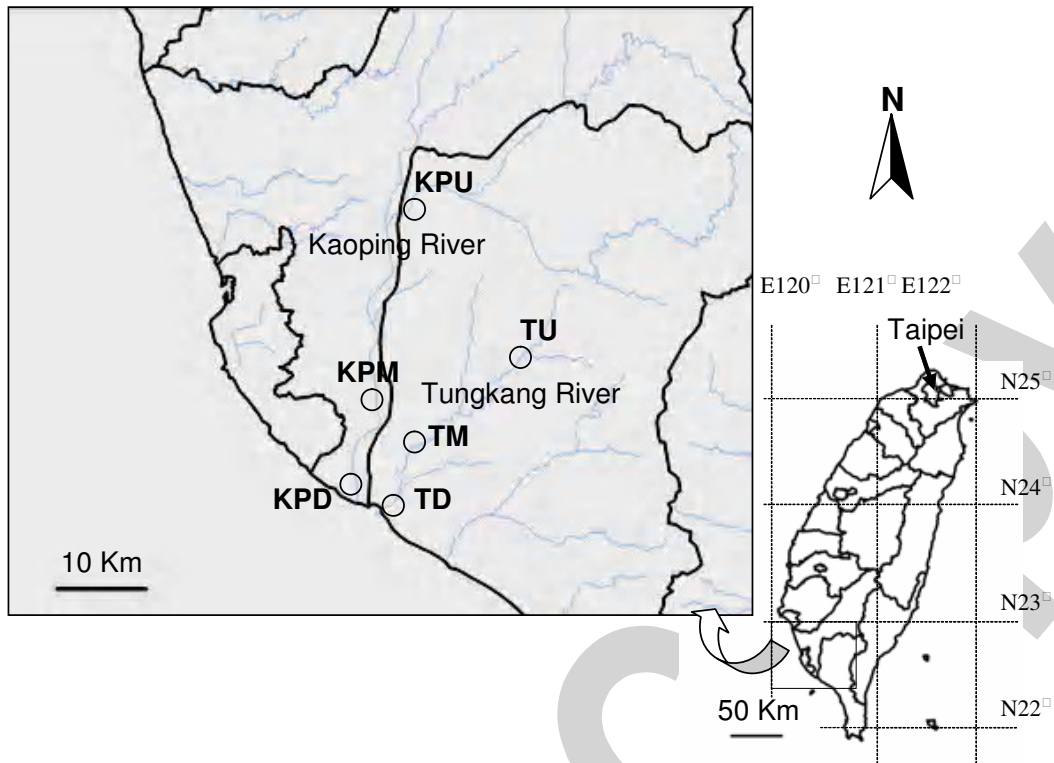 N
KPU
Kaoping River
E120□ E121□ E122□
TU
Taipei
KPM
Tungkang River
N25□
TM
KPD
TD
N24□
10 Km
N23□
50 Km
N22□